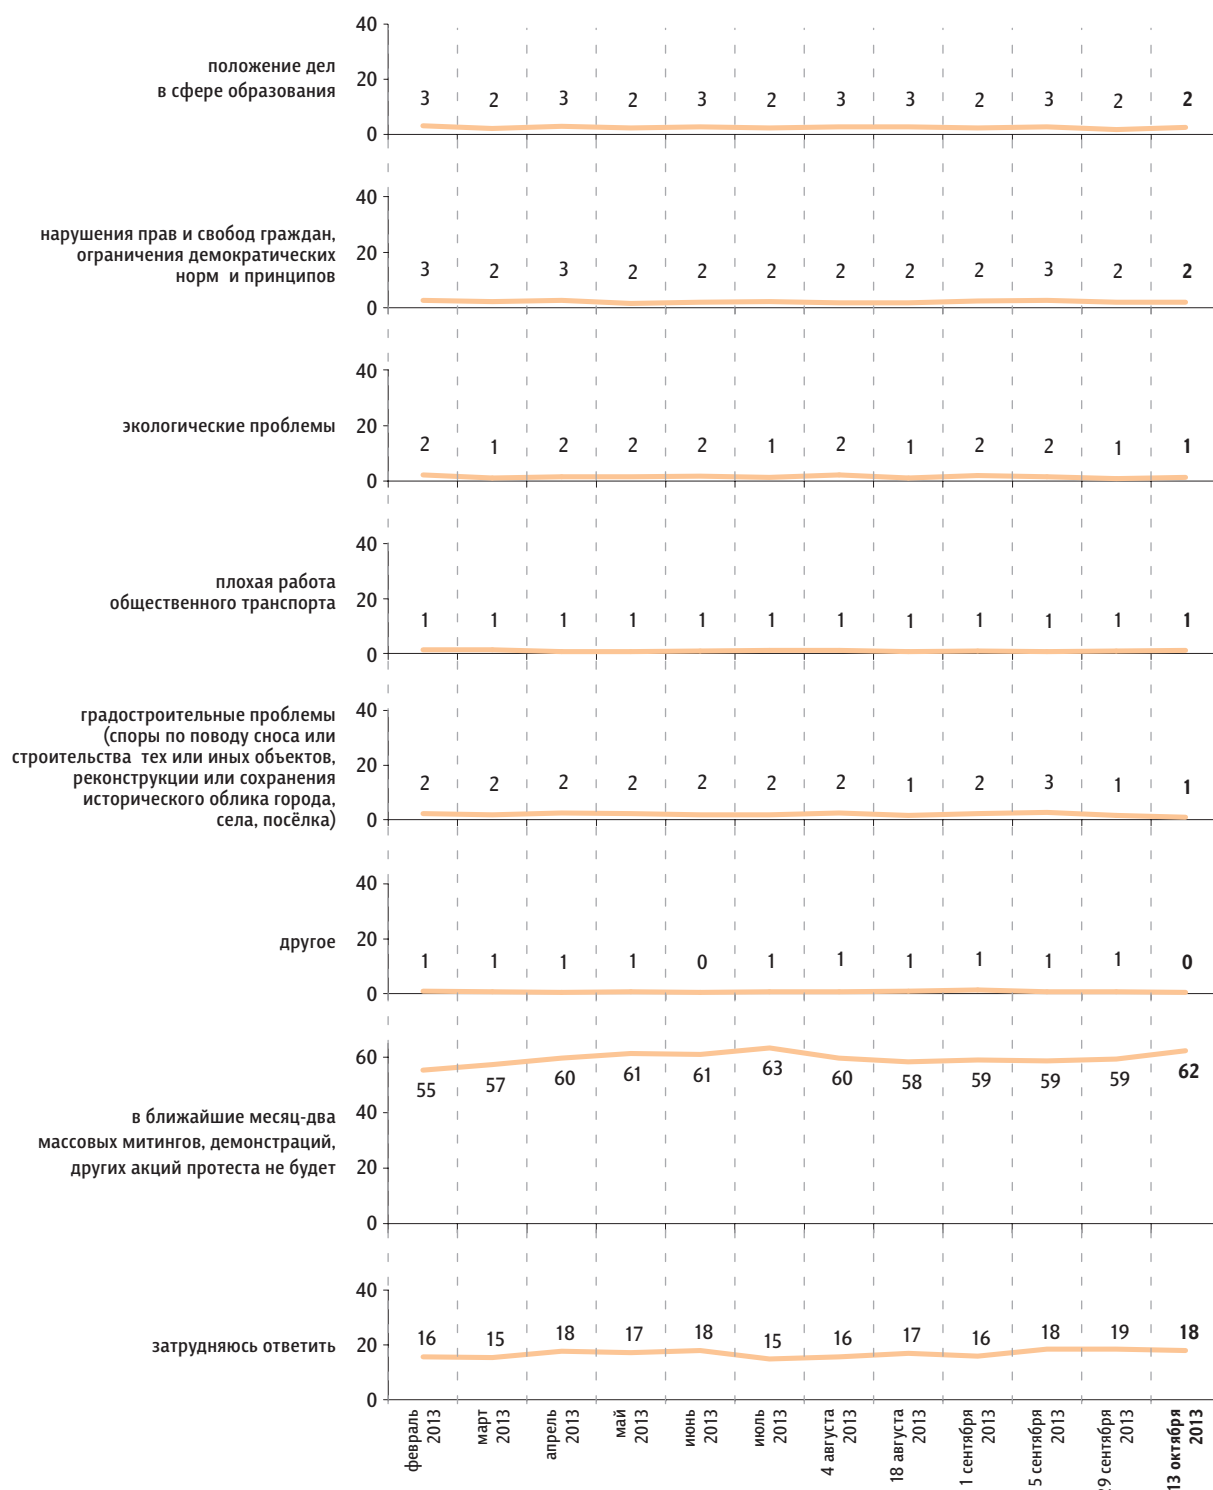 40
положение дел
в сфере образования
20
3 2 3 2 3 2 3 3 2 3 2 2
0
40
нарушения прав и свобод граждан,
ограничения демократических
норм и принципов
20
3 2 3 2 2 2 2 2 2 3 2 2
0
40
экологические проблемы
20
2 1 2 2 2 1 2 1 2 2 1 1
0
40
плохая работа
общественного транспорта
20
1 1 1 1 1 1 1 1 1 1 1 1
0
40
градостроительные проблемы
(споры по поводу сноса или
строительства тех или иных объектов,
реконструкции или сохранения
исторического облика города,
села, посёлка)
20
2 2 2 2 2 2 2 1 2 3 1 1
0
40
другое
20
1 1 1 1 0 1 1 1 1 1 1 0
0
60
55 57 60 61 61 63 60 58 59 59 59 62
в ближайшие месяц-два
массовых митингов, демонстраций,
других акций протеста не будет
40
20
0
40
затрудняюсь ответить
20
16 15 18 17 18 15 16 17 16 18 19 18
0
февраль
2013
март
2013
апрель
2013
май
2013
июнь
2013
июль
2013
4 августа
2013
18 августа
2013
1 сентября
2013
5 сентября
2013
29 сентября
2013
13 октября
2013